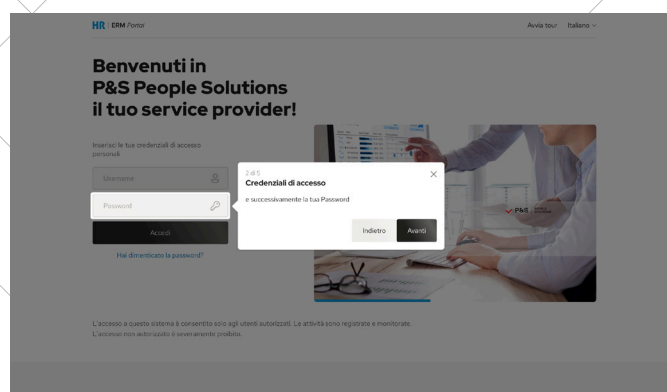 HR ERM Portal
Avvia tour
Italiano
Benvenuti in
P&S People Solutions
il tuo service provider!
Inserisci le tue credenziali di accesso
personali
Username
Password
Accedi
Hai dimenticato la password?
2 di 5
Credenziali di accesso
e successivamente la tua Password
Indietro
Avanti
P&S
L'accesso a questo sistema è consentito solo agli utenti autorizzati. Le attività sono registrate e monitorate.
L'accesso non autorizzato è severamente proibito.